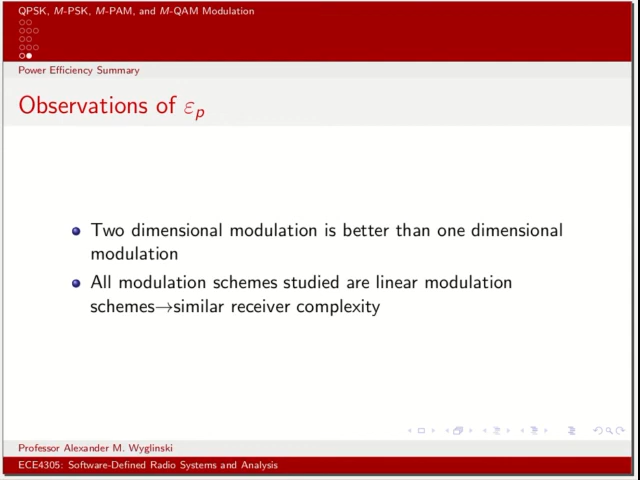 QPSK, M-PSK, M-PAM, and M-QAM Modulation
Power Efficiency Summary
Observations of εp
Two dimensional modulation is better than one dimensional
modulation
All modulation schemes studied are linear modulation
schemes→similar receiver complexity
Professor Alexander M. Wyglinski
ECE4305: Software-Defined Radio Systems and Analysis